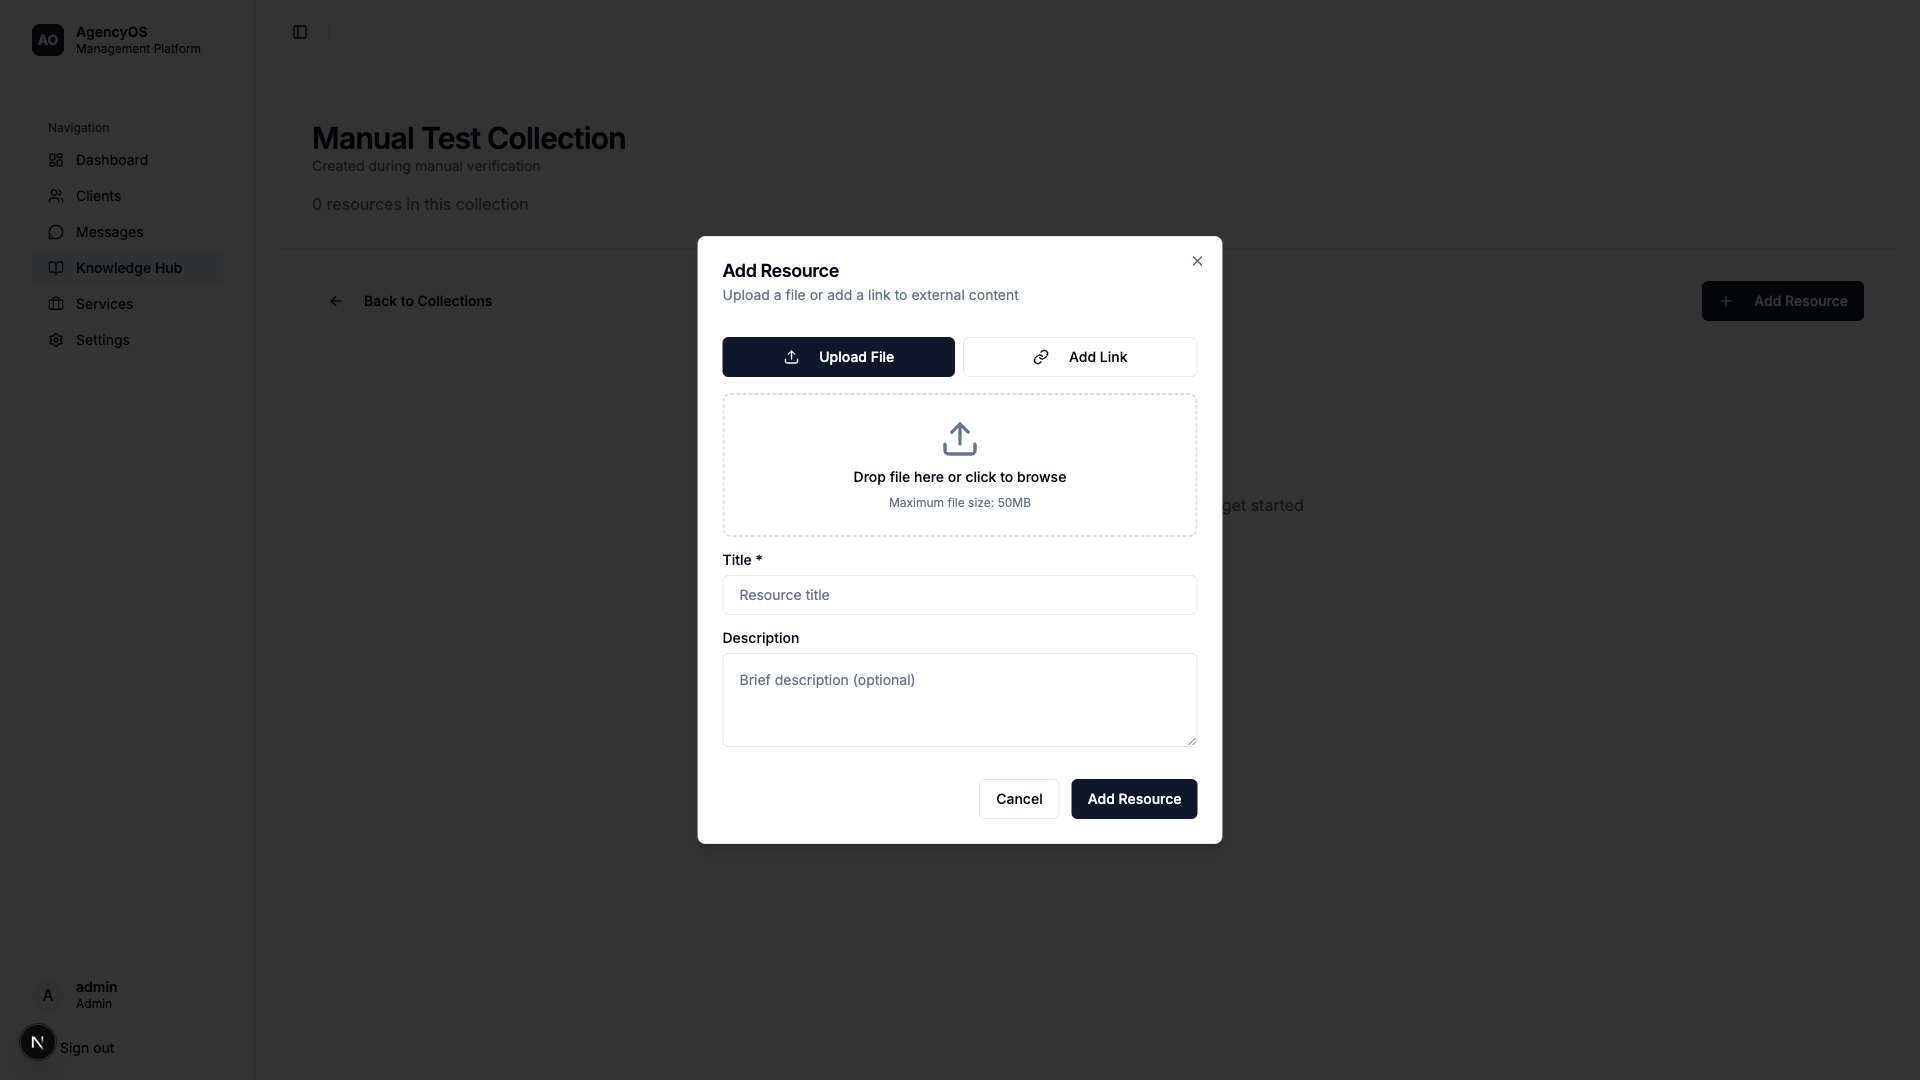 AO
AgencyOS
Management Platform
Navigation
Dashboard
Clients
Messages
Knowledge Hub
Services
Settings
Manual Test Collection
Created during manual verification
0 resources in this collection
Back to Collections
Add Resource
get started
Add Resource
Upload a file or add a link to external content
Upload File
Add Link
Drop file here or click to browse
Maximum file size: 50MB
Title *
Resource title
Description
Brief description (optional)
Cancel
Add Resource
A
admin
Admin
N
Sign out